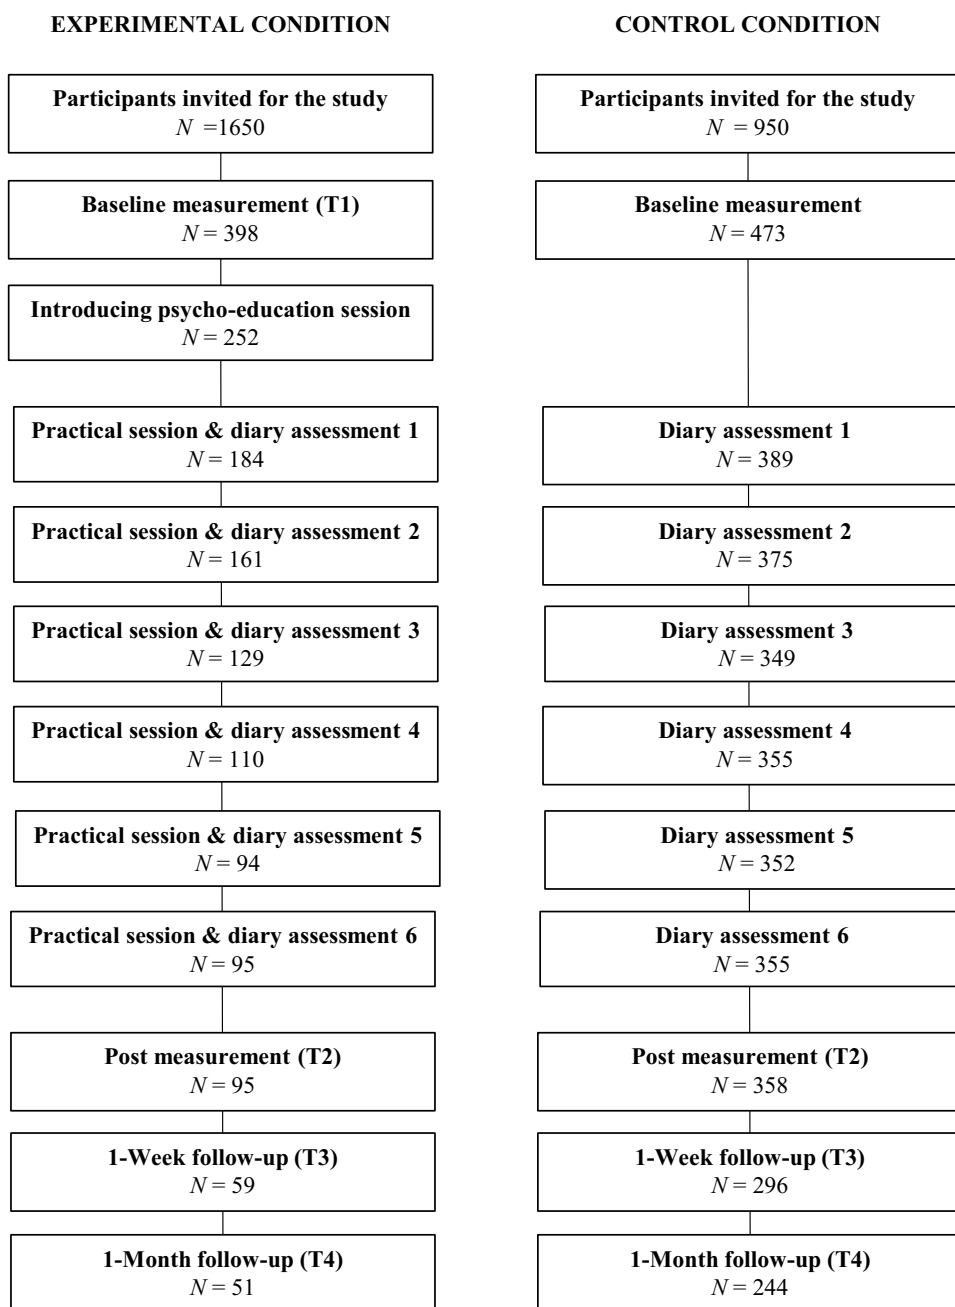 EXPERIMENTAL CONDITION
Participants invited for the study
N =1650
Baseline measurement (T1)
N = 398
Introducing psycho-education session
N = 252
Practical session & diary assessment 1
N = 184
Practical session & diary assessment 2
N = 161
Practical session & diary assessment 3
N = 129
Practical session & diary assessment 4
N = 110
Practical session & diary assessment 5
N = 94
Practical session & diary assessment 6
N = 95
Post measurement (T2)
N = 95
1-Week follow-up (T3)
N = 59
1-Month follow-up (T4)
N = 51
CONTROL CONDITION
Participants invited for the study
N = 950
Baseline measurement
N = 473
Diary assessment 1
N = 389
Diary assessment 2
N = 375
Diary assessment 3
N = 349
Diary assessment 4
N = 355
Diary assessment 5
N = 352
Diary assessment 6
N = 355
Post measurement (T2)
N = 358
1-Week follow-up (T3)
N = 296
1-Month follow-up (T4)
N = 244